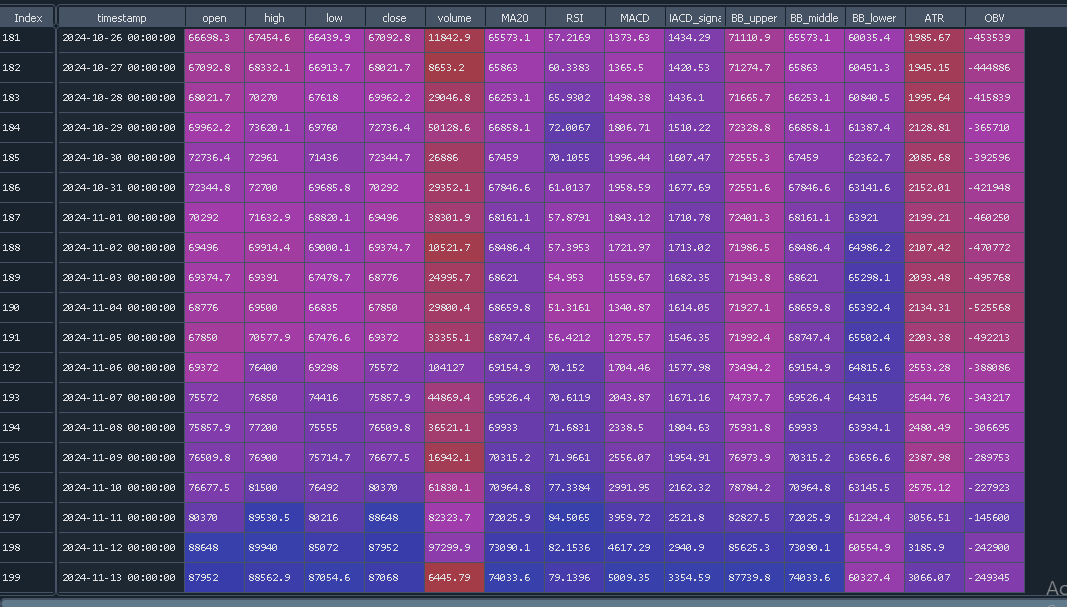 Index timestamp open high low close volume MA20 RSI MACD IACD_signa BB_upper BB_middle BB_lower ATR OBV
181 2024-10-26 00:00:00 66698.3 67454.6 66439.9 67092.8 11842.9 65573.1 57.2169 1373.63 1434.29 71110.9 65573.1 60035.4 1985.67 -453539
182 2024-10-27 00:00:00 67092.8 68332.1 66913.7 68021.7 8653.2 65863 60.3383 1365.5 1420.53 71274.7 65863 60451.3 1945.15 -444886
183 2024-10-28 00:00:00 68021.7 70270 67618 69962.2 29046.8 66253.1 65.9302 1498.38 1436.1 71665.7 66253.1 60840.5 1995.64 -415839
184 2024-10-29 00:00:00 69962.2 73620.1 69760 72736.4 50128.6 66858.1 72.0067 1806.71 1510.22 72328.8 66858.1 61387.4 2128.81 -365710
185 2024-10-30 00:00:00 72736.4 72961 71436 72344.7 26886 67459 70.1055 1996.44 1607.47 72555.3 67459 62362.7 2085.68 -392596
186 2024-10-31 00:00:00 72344.8 72700 69685.8 70292 29352.1 67846.6 61.0137 1958.59 1677.69 72551.6 67846.6 63141.6 2152.01 -421948
187 2024-11-01 00:00:00 70292 71632.9 68820.1 69496 38301.9 68161.1 57.8791 1843.12 1710.78 72401.3 68161.1 63921 2199.21 -460250
188 2024-11-02 00:00:00 69496 69914.4 69000.1 69374.7 10521.7 68486.4 57.3953 1721.97 1713.02 71986.5 68486.4 64986.2 2107.42 -470772
189 2024-11-03 00:00:00 69374.7 69391 67478.7 68776 24995.7 68621 54.953 1559.67 1682.35 71943.8 68621 65298.1 2093.48 -495768
190 2024-11-04 00:00:00 68776 69500 66835 67850 29800.4 68659.8 51.3161 1340.87 1614.05 71927.1 68659.8 65392.4 2134.31 -525568
191 2024-11-05 00:00:00 67850 70577.9 67476.6 69372 33355.1 68747.4 56.4212 1275.57 1546.35 71992.4 68747.4 65502.4 2203.38 -492213
192 2024-11-06 00:00:00 69372 76400 69298 75572 104127 69154.9 70.152 1704.46 1577.98 73494.2 69154.9 64815.6 2553.28 -388086
193 2024-11-07 00:00:00 75572 76850 74416 75857.9 44869.4 69526.4 70.6119 2043.87 1671.16 74737.7 69526.4 64315 2544.76 -343217
194 2024-11-08 00:00:00 75857.9 77200 75555 76509.8 36521.1 69933 71.6831 2338.5 1804.63 75931.8 69933 63934.1 2480.49 -306695
195 2024-11-09 00:00:00 76509.8 76900 75714.7 76677.5 16942.1 70315.2 71.9661 2556.07 1954.91 76973.9 70315.2 63656.6 2387.98 -289753
196 2024-11-10 00:00:00 76677.5 81500 76492 80370 61830.1 70964.8 77.3384 2991.95 2162.32 78784.2 70964.8 63145.5 2575.12 -227923
197 2024-11-11 00:00:00 80370 89530.5 80216 88648 82323.7 72025.9 84.5065 3959.72 2521.8 82827.5 72025.9 61224.4 3056.51 -145600
198 2024-11-12 00:00:00 88648 89940 85072 87952 97299.9 73090.1 82.1536 4617.29 2940.9 85625.3 73090.1 60554.9 3185.9 -242900
199 2024-11-13 00:00:00 87952 88562.9 87054.6 87068 6445.79 74033.6 79.1396 5009.35 3354.59 87739.8 74033.6 60327.4 3066.07 -249345